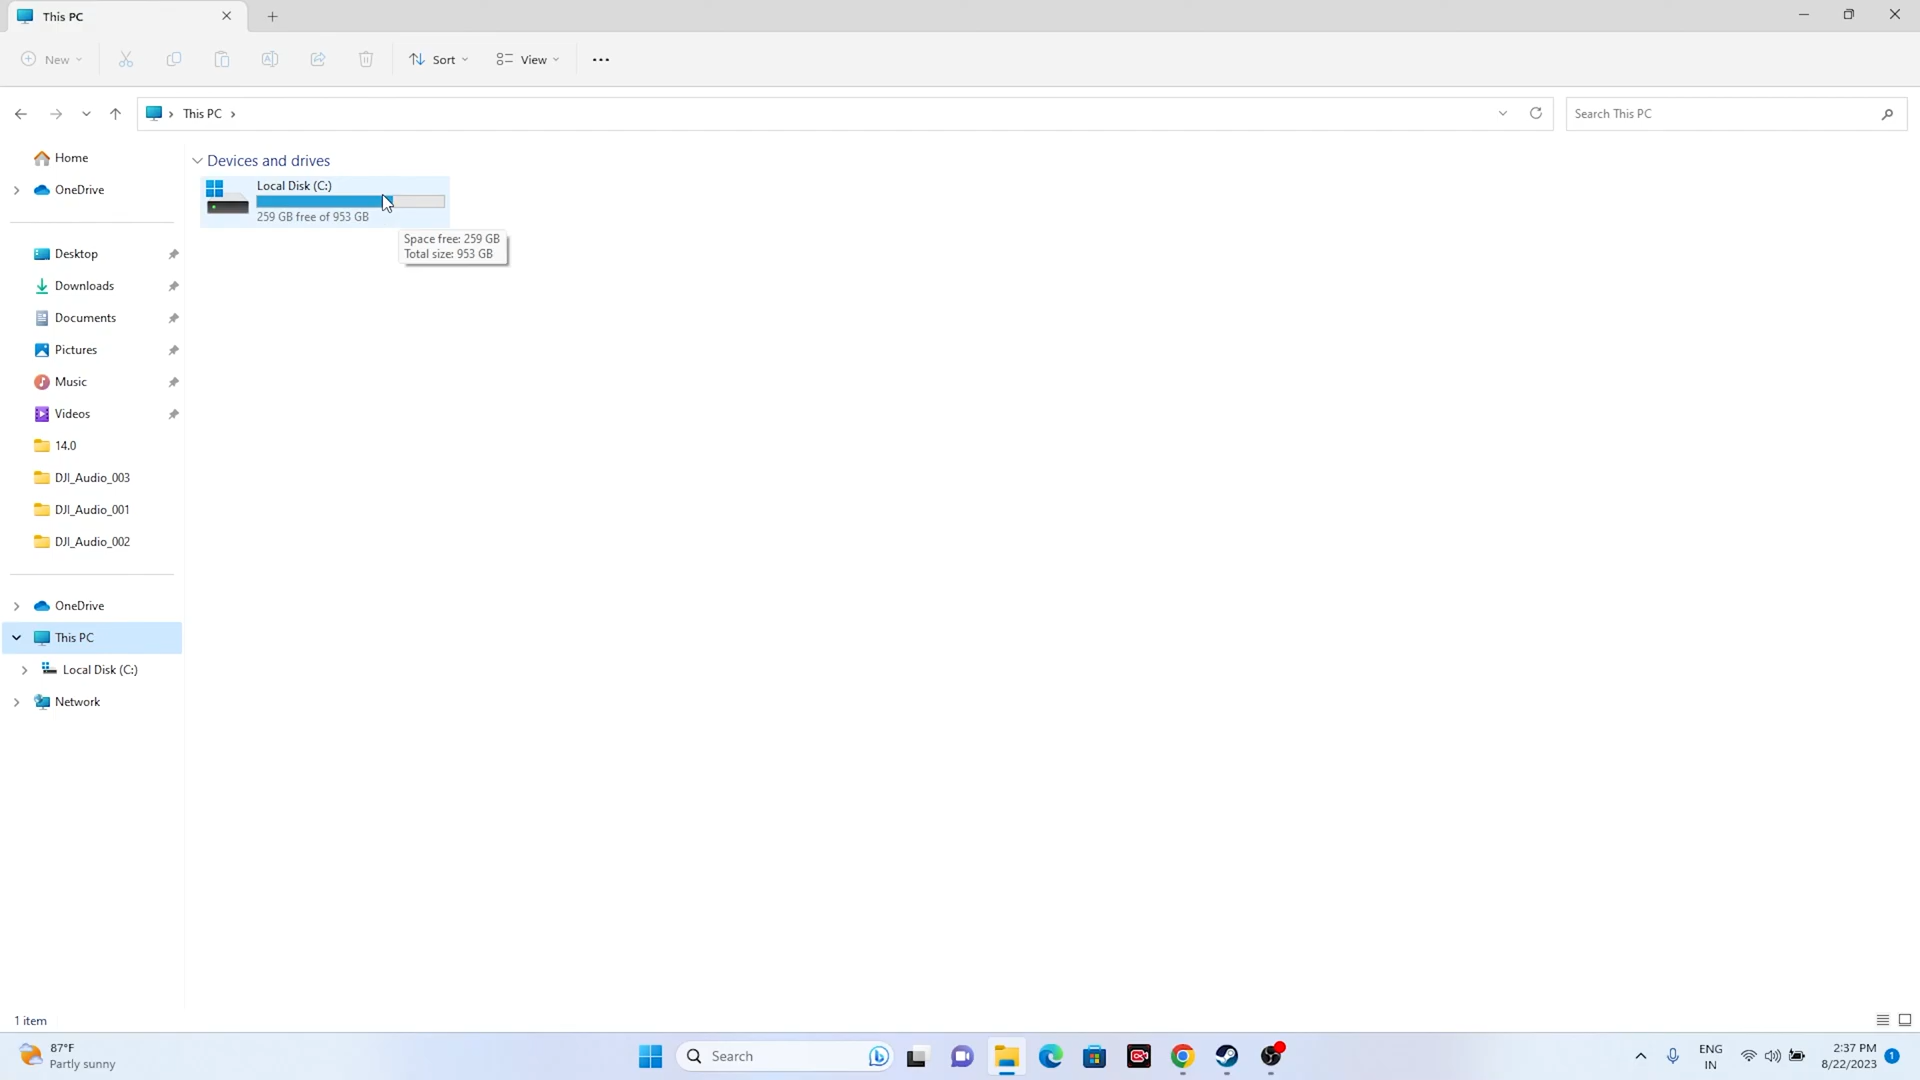 This PC
New
Sort
View
This PC
Search This PC
Home
OneDrive
Desktop
Downloads
Documents
Pictures
Music
Videos
14.0
DJI_Audio_003
DJI_Audio_001
DJI_Audio_002
OneDrive
This PC
Local Disk (C:)
Network
Devices and drives
Local Disk (C:)
259 GB free of 953 GB
Space free: 259 GB
Total size: 953 GB
1 item
87°F
Partly sunny
Search
ENG
IN
2:37 PM
8/22/2023
1